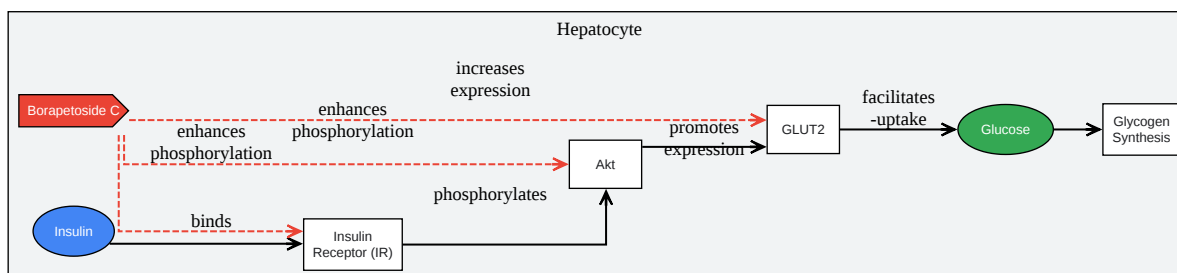 Hepatocyte
increases
expression
Borapetoside C
enhances
phosphorylation
enhances
phosphorylation
facilitates
-uptake
promotes
expression
GLUT2
Glucose
Glycogen
Synthesis
Akt
phosphorylates
binds
Insulin
Insulin
Receptor (IR)